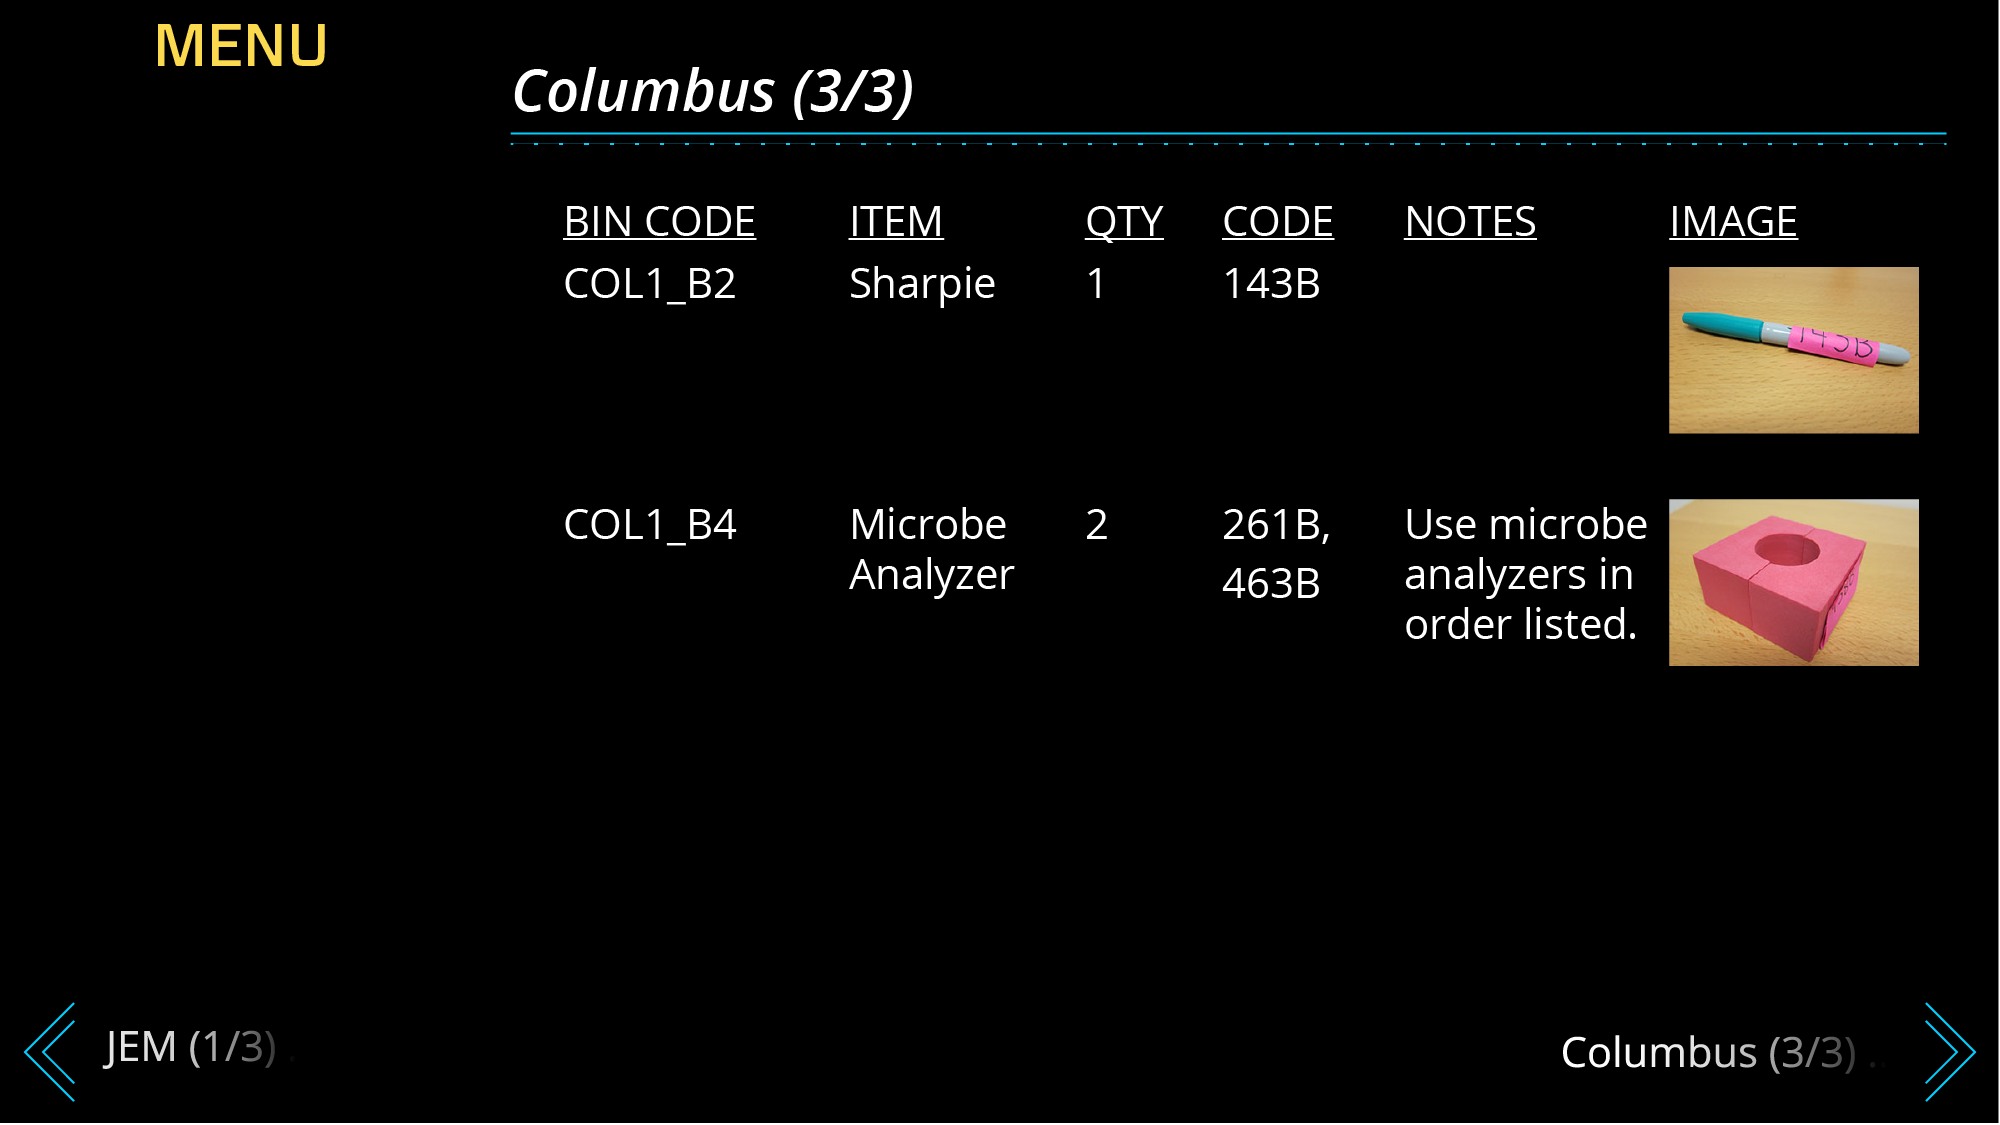 MENU
Columbus (3/3)
BIN CODE ITEM QTY CODE NOTES IMAGE
COL1_B2 Sharpie 1 143B
143B
COL1_B4 Microbe 2 261B, Use microbe
Analyzer 463B analyzers in
order listed.
JEM (1/3) .
Columbus (3/3) ..